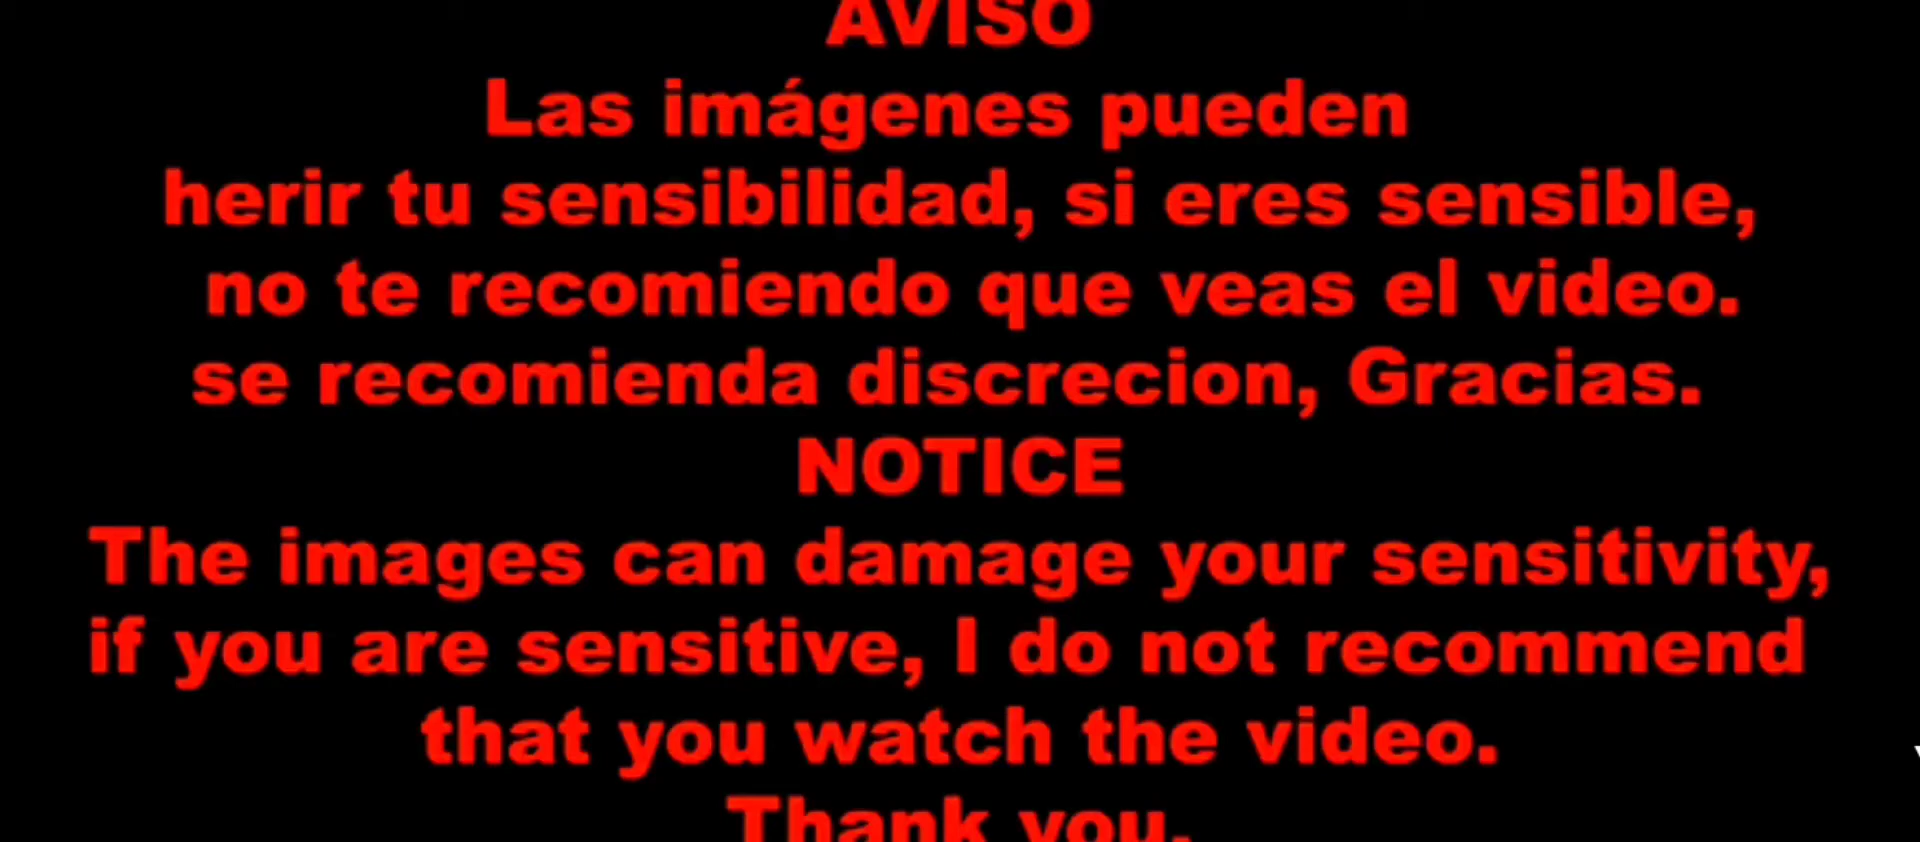 AVISO
Las imágenes pueden
herir tu sensibilidad, si eres sensible,
no te recomiendo que veas el video.
se recomienda discrecion, Gracias.
NOTICE
The images can damage your sensitivity,
if you are sensitive, I do not recommend
that you watch the video.
Thank you.